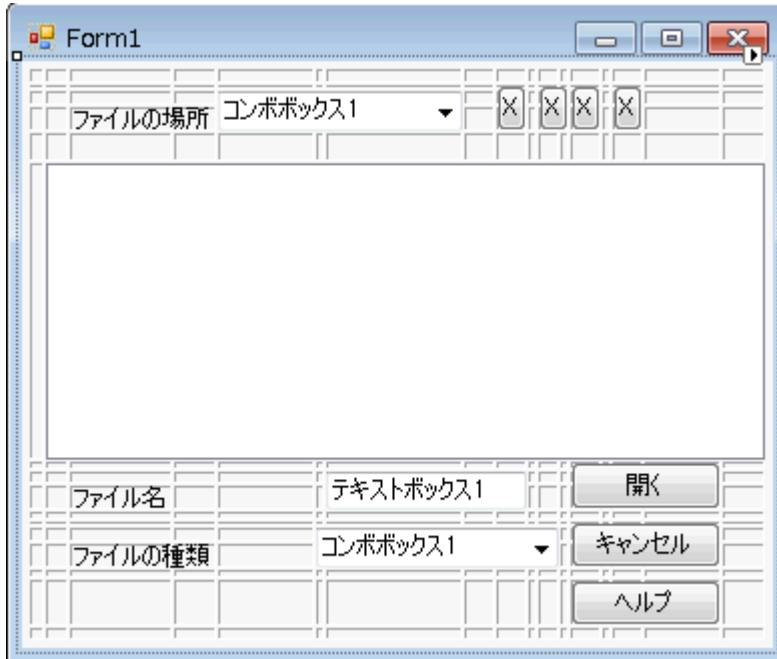 Form1
ファイルの場所 コンボボックス1 X X X X
ファイル名 テキストボックス1 開く
ファイルの種類 コンボボックス1 キャンセル
ヘルプ